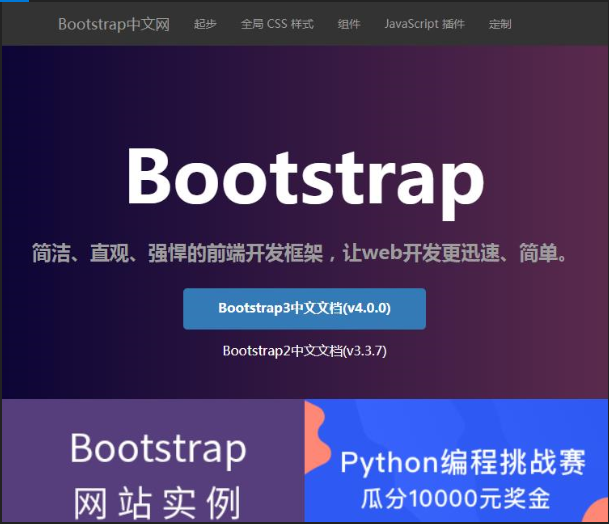 Bootstrap中文网 起步 全局 CSS 样式 组件 JavaScript 插件 定制
Bootstrap
简洁、直观、强悍的前端开发框架，让web开发更迅速、简单。
Bootstrap3中文文档(v4.0.0)
Bootstrap2中文文档(v3.3.7)
Bootstrap
网站实例
Python编程挑战赛
瓜分10000元奖金